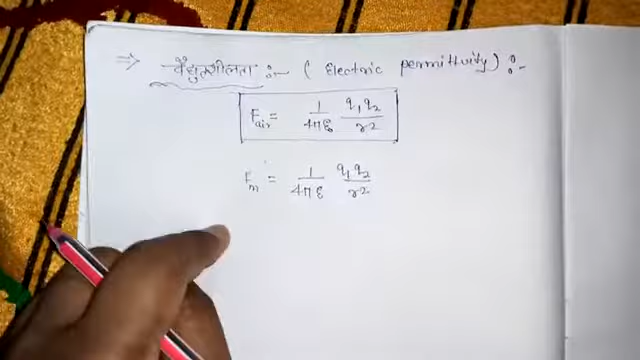 ⇒ वैद्युतशीलता :- ( Electric permittivity ) :-
F_air = 1/4πε₀ q₁q₂/r²
F_m = 1/4πε q₁q₂/r²